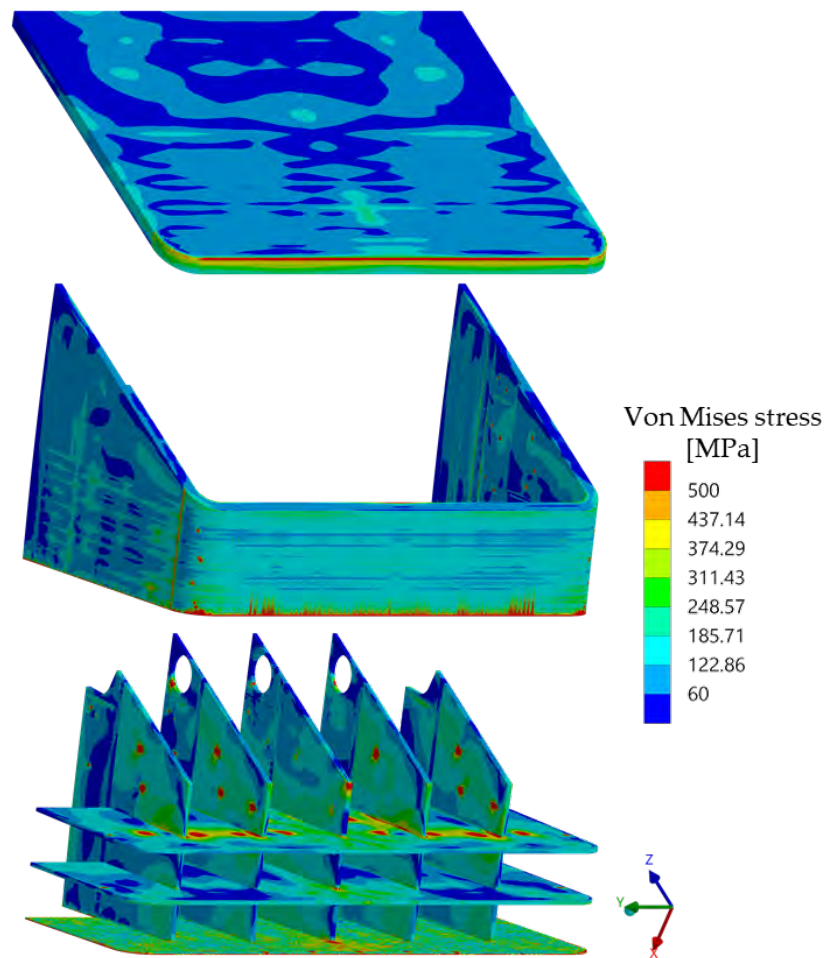 Von Mises stress
[MPa]
500
437.14
374.29
311.43
248.57
185.71
122.86
60
Z
Y
X